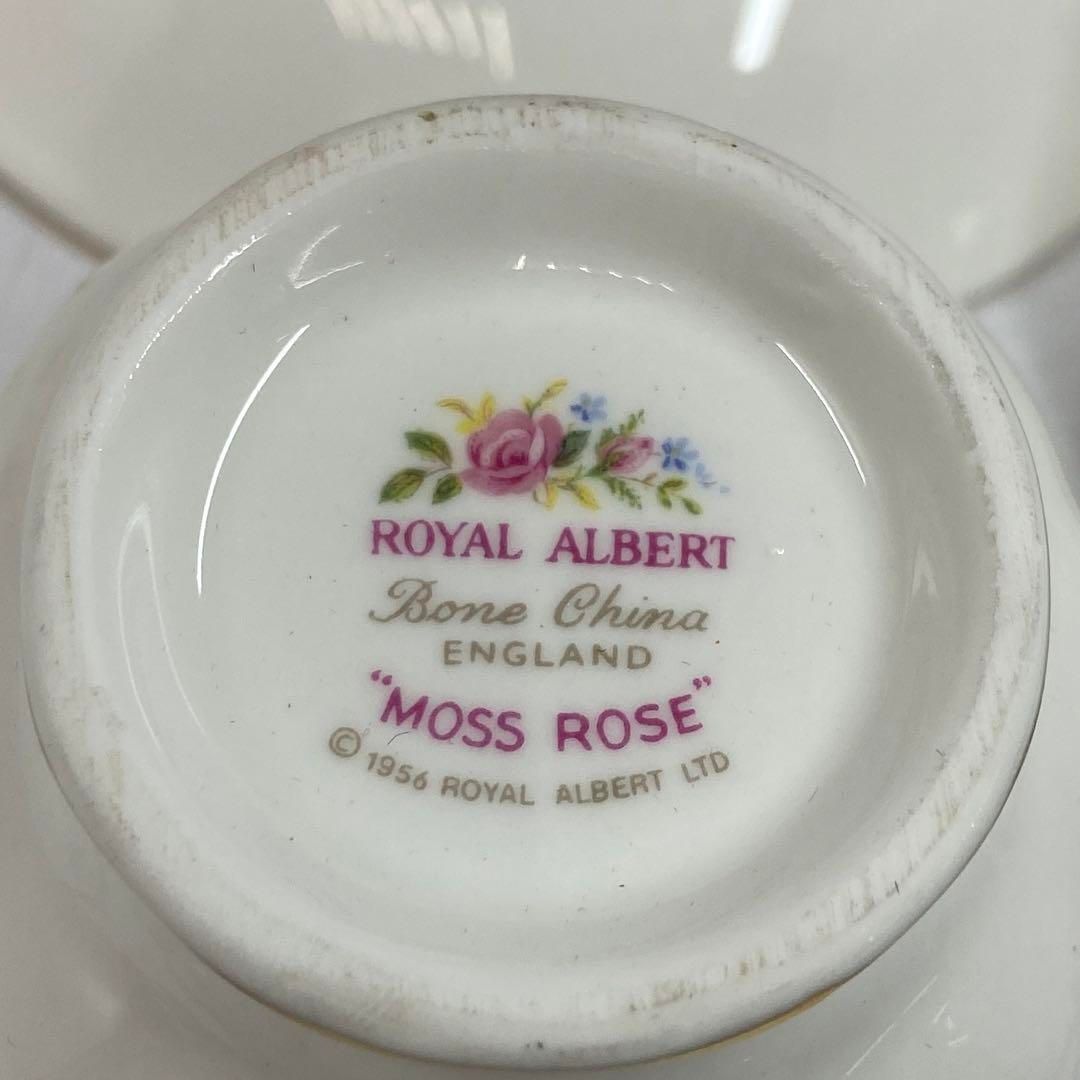 ROYAL ALBERT
Bone China
ENGLAND
"MOSS ROSE"
© 1956 ROYAL ALBERT LTD